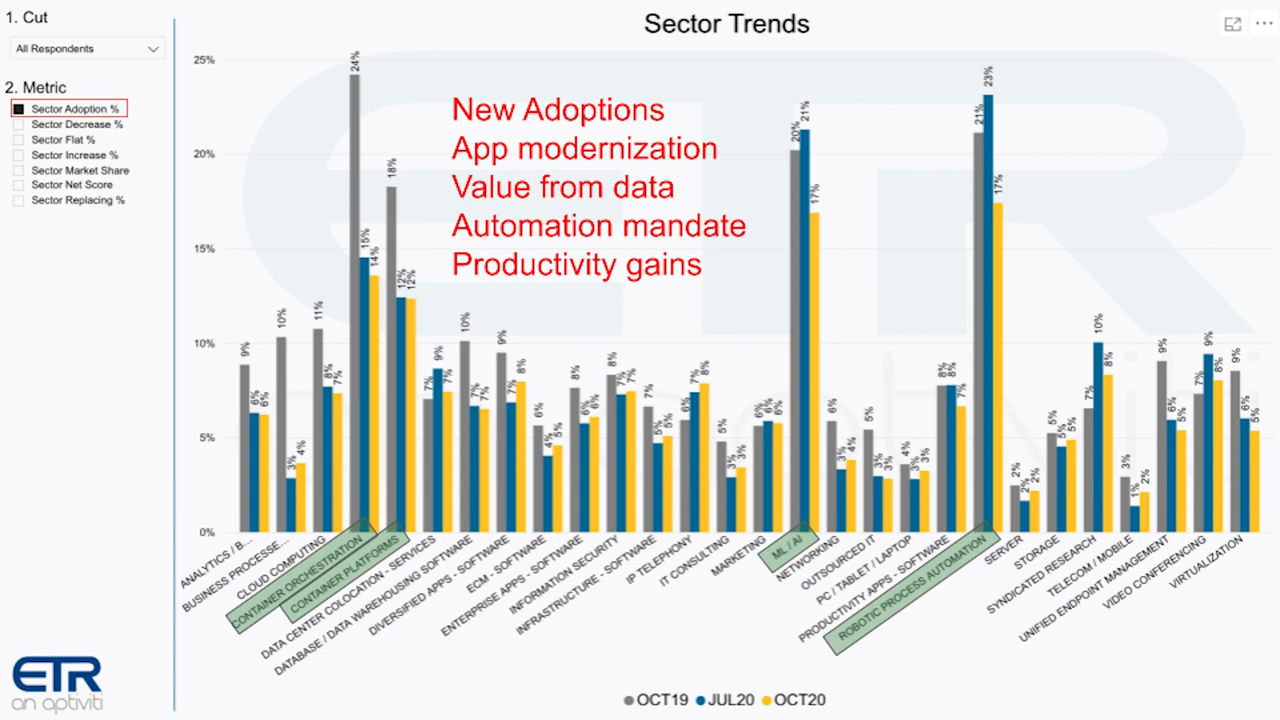 1. Cut
All Respondents
2. Metric
Sector Adoption %
Sector Decrease %
Sector Flat %
Sector Increase %
Sector Market Share
Sector Net Score
Sector Replacing %
Sector Trends
New Adoptions
App modernization
Value from data
Automation mandate
Productivity gains
25%
20%
15%
10%
5%
0%
9% 6% 6%
10% 3% 4%
11% 8% 7%
24% 15% 14%
18% 12% 12%
7% 9% 7%
10% 7% 7%
9% 7% 8%
6% 4% 5%
8% 6% 6%
8% 7% 7%
7% 5% 5%
6% 7% 8%
5% 3% 3%
6% 6% 6%
20% 21% 17%
6% 3% 4%
5% 3% 3%
4% 3% 3%
8% 8% 7%
21% 23% 17%
2% 2% 2%
5% 5% 5%
7% 10% 8%
3% 1% 2%
9% 6% 5%
7% 9% 8%
9% 6% 5%
ANALYTICS / B...
BUSINESS PROCESSE...
CLOUD COMPUTING
CONTAINER ORCHESTRATION
CONTAINER PLATFORMS
DATA CENTER COLOCATION - SERVICES
DATABASE / DATA WAREHOUSING SOFTWARE
DIVERSIFIED APPS - SOFTWARE
ECM - SOFTWARE
ENTERPRISE APPS - SOFTWARE
INFORMATION SECURITY
INFRASTRUCTURE - SOFTWARE
IP TELEPHONY
IT CONSULTING
MARKETING
ML / AI
NETWORKING
OUTSOURCED IT
PC / TABLET / LAPTOP
PRODUCTIVITY APPS - SOFTWARE
ROBOTIC PROCESS AUTOMATION
SERVER
STORAGE
SYNDICATED RESEARCH
TELECOM / MOBILE
UNIFIED ENDPOINT MANAGEMENT
VIDEO CONFERENCING
VIRTUALIZATION
OCT19 JUL20 OCT20
ETR
an aptiviti